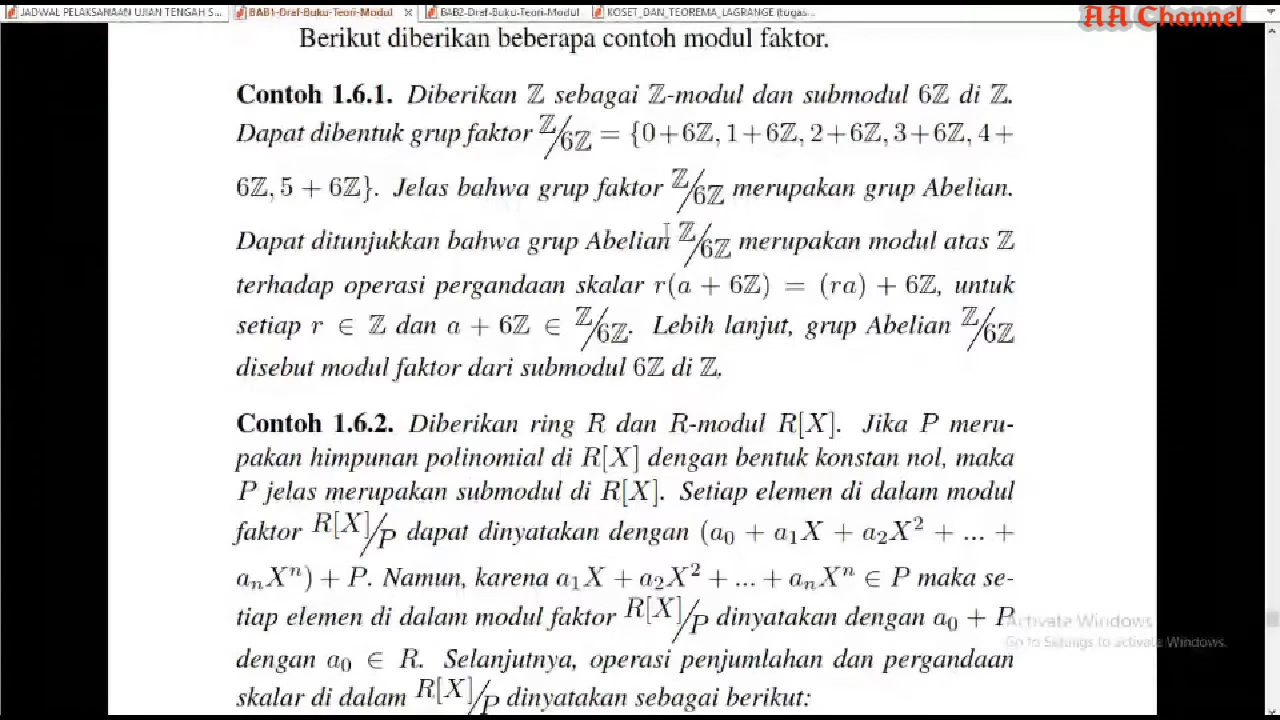 JADWAL PELAKSANAAN UJIAN TENGAH S... BAB1-Draf-Buku-Teori-Modul × BAB2-Draf-Buku-Teori-Modul KOSET_DAN_TEOREMA_LAGRANGE (tugas...
AA Channel
Berikut diberikan beberapa contoh modul faktor.
Contoh 1.6.1. Diberikan ℤ sebagai ℤ-modul dan submodul 6ℤ di ℤ.
Dapat dibentuk grup faktor ℤ/6ℤ = {0+6ℤ, 1+6ℤ, 2+6ℤ, 3+6ℤ, 4+
6ℤ, 5 + 6ℤ}. Jelas bahwa grup faktor ℤ/6ℤ merupakan grup Abelian.
Dapat ditunjukkan bahwa grup Abelian ℤ/6ℤ merupakan modul atas ℤ
terhadap operasi pergandaan skalar r(a + 6ℤ) = (ra) + 6ℤ, untuk
setiap r ∈ ℤ dan a + 6ℤ ∈ ℤ/6ℤ. Lebih lanjut, grup Abelian ℤ/6ℤ
disebut modul faktor dari submodul 6ℤ di ℤ.
Contoh 1.6.2. Diberikan ring R dan R-modul R[X]. Jika P meru-
pakan himpunan polinomial di R[X] dengan bentuk konstan nol, maka
P jelas merupakan submodul di R[X]. Setiap elemen di dalam modul
faktor R[X]/P dapat dinyatakan dengan (a₀ + a₁X + a₂X² + ... +
aₙXⁿ) + P. Namun, karena a₁X + a₂X² + ... + aₙXⁿ ∈ P maka se-
tiap elemen di dalam modul faktor R[X]/P dinyatakan dengan a₀ + P
Activate Windows
Go to Settings to activate Windows.
dengan a₀ ∈ R. Selanjutnya, operasi penjumlahan dan pergandaan
skalar di dalam R[X]/P dinyatakan sebagai berikut: